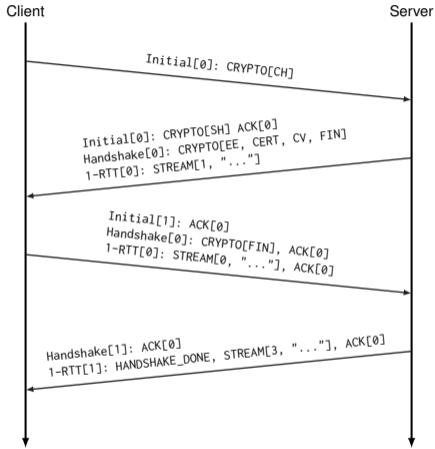 Client
Server
Initial[0]: CRYPTO[CH]
Initial[0]: CRYPTO[SH] ACK[0]
Handshake[0]: CRYPTO[EE, CERT, CV, FIN]
1-RTT[0]: STREAM[1, "..."]
Initial[1]: ACK[0]
Handshake[0]: CRYPTO[FIN], ACK[0]
1-RTT[0]: STREAM[0, "..."], ACK[0]
Handshake[1]: ACK[0]
1-RTT[1]: HANDSHAKE_DONE, STREAM[3, "..."], ACK[0]